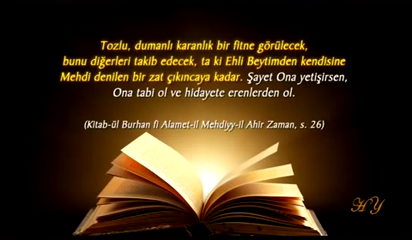 Tozlu, dumanlı karanlık bir fitne görülecek,
bunu diğerleri takib edecek, ta ki Ehli Beytimden kendisine
Mehdi denilen bir zat çıkıncaya kadar. Şayet Ona yetişirsen,
Ona tabi ol ve hidayete erenlerden ol.
(Kitab-ül Burhan fi Alamet-il Mehdiyy-il Ahir Zaman, s. 26)
HY